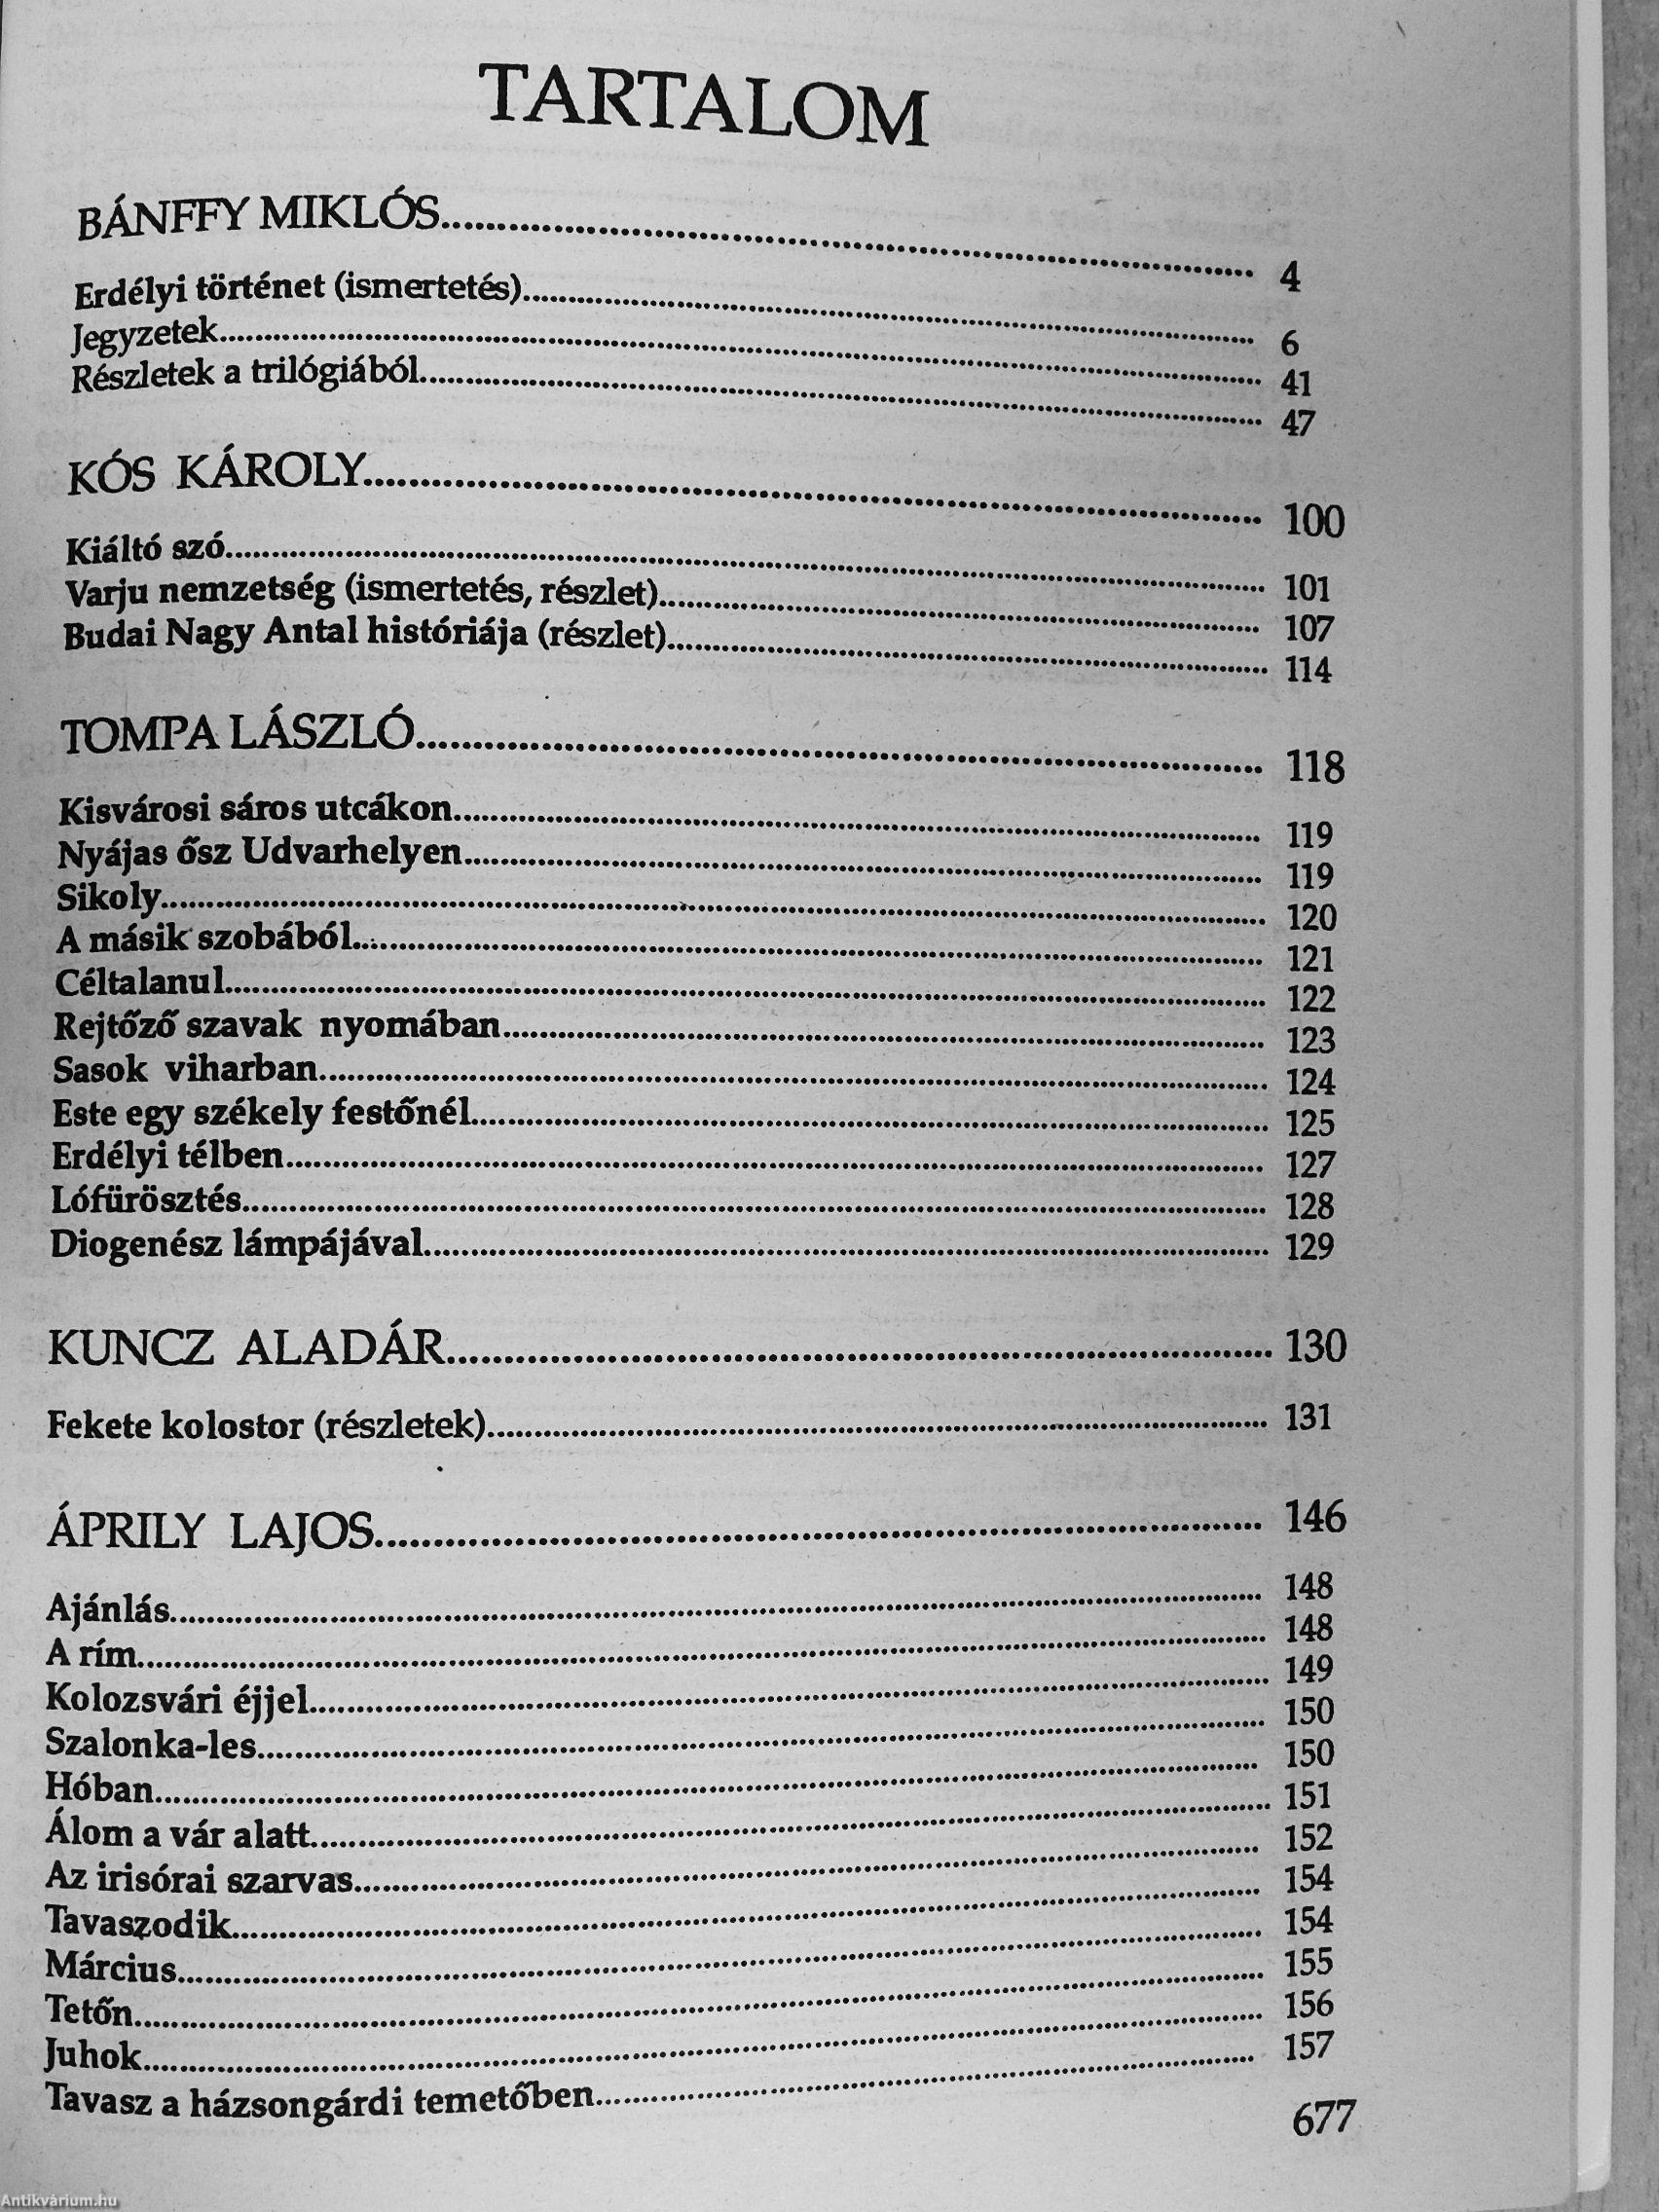 TARTALOM
BÁNFFY MIKLÓS........ 4
Erdélyi történet (ismertetés)........ 6
Jegyzetek........ 41
Részletek a trilógiából........ 47
KÓS KÁROLY........ 100
Kiáltó szó........ 101
Varju nemzetség (ismertetés, részlet)........ 107
Budai Nagy Antal históriája (részlet)........ 114
TOMPA LÁSZLÓ........ 118
Kisvárosi sáros utcákon........ 119
Nyájas ősz Udvarhelyen........ 119
Sikoly........ 120
A másik szobából........ 121
Céltalanul........ 122
Rejtőző szavak nyomában........ 123
Sasok viharban........ 124
Este egy székely festőnél........ 125
Erdélyi télben........ 127
Lófürösztés........ 128
Diogenész lámpájával........ 129
KUNCZ ALADÁR........ 130
Fekete kolostor (részletek)........ 131
ÁPRILY LAJOS........ 146
Ajánlás........ 148
A rím........ 148
Kolozsvári éjjel........ 149
Szalonka-les........ 150
Hóban........ 150
Álom a vár alatt........ 151
Az irisórai szarvas........ 152
Tavaszodik........ 154
Március........ 154
Tetőn........ 155
Juhok........ 156
Tavasz a házsongárdi temetőben........ 157
677
Antikvárium.hu